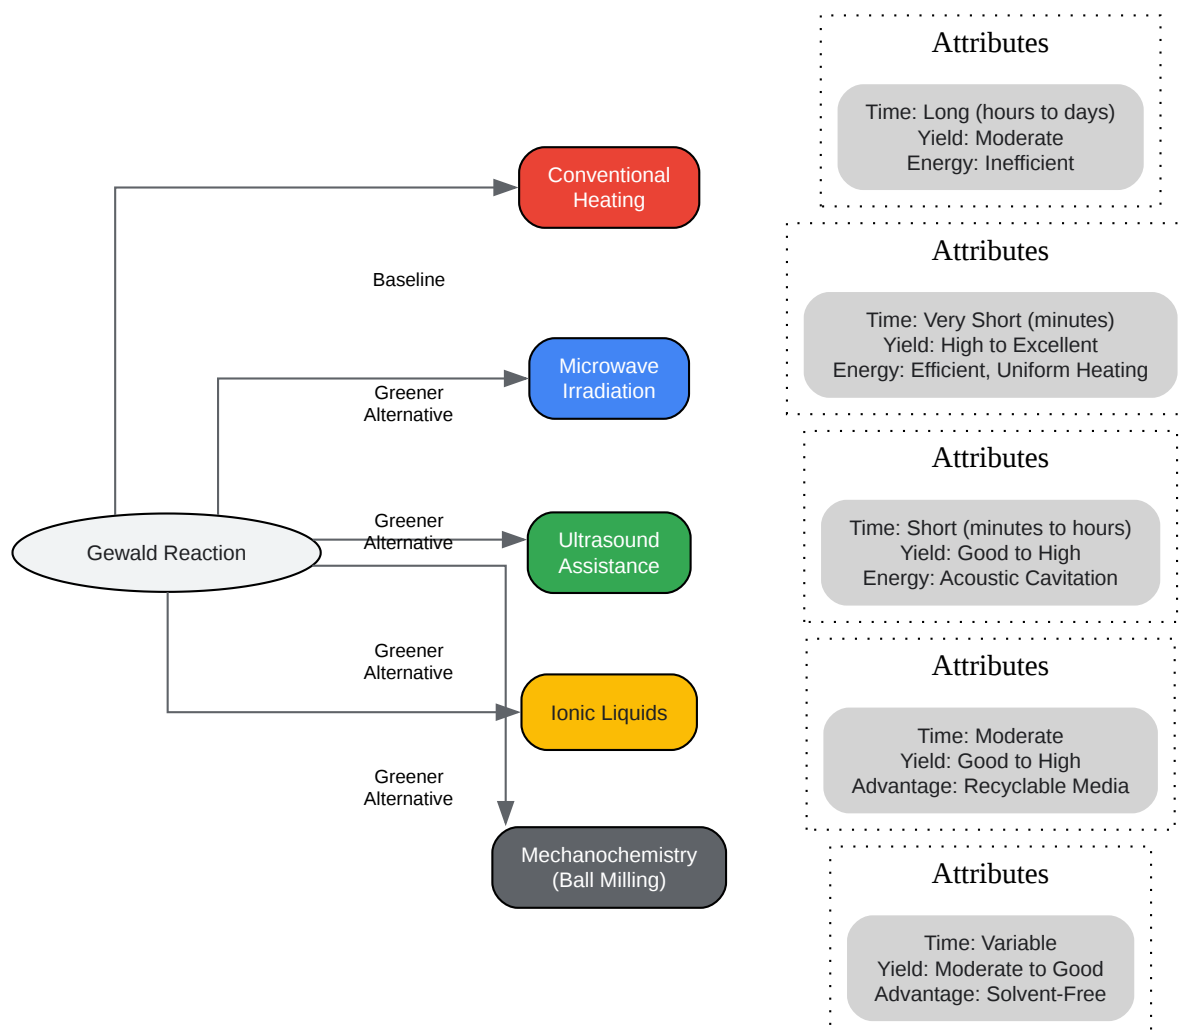 Attributes
Time: Long (hours to days)
Yield: Moderate
Energy: Inefficient
Conventional
Heating
Baseline
Attributes
Time: Very Short (minutes)
Yield: High to Excellent
Energy: Efficient, Uniform Heating
Microwave
Irradiation
Greener
Alternative
Attributes
Time: Short (minutes to hours)
Yield: Good to High
Energy: Acoustic Cavitation
Greener
Alternative
Ultrasound
Assistance
Gewald Reaction
Greener
Alternative
Ionic Liquids
Attributes
Time: Moderate
Yield: Good to High
Advantage: Recyclable Media
Greener
Alternative
Mechanochemistry
(Ball Milling)
Attributes
Time: Variable
Yield: Moderate to Good
Advantage: Solvent-Free